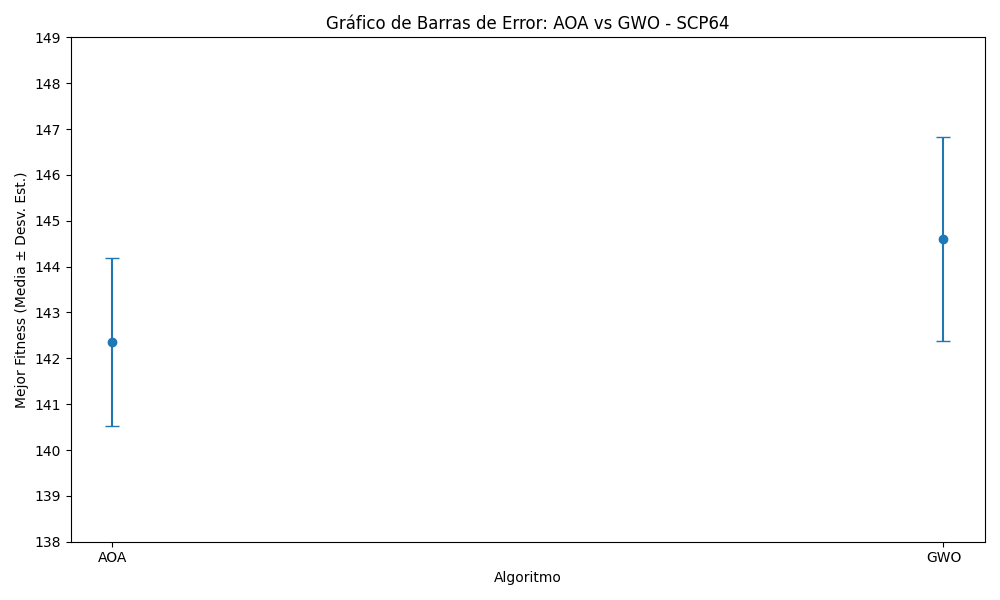 Gráfico de Barras de Error: AOA vs GWO - SCP64
Mejor Fitness (Media ± Desv. Est.)
149
148
147
146
145
144
143
142
141
140
139
138
AOA
GWO
Algoritmo